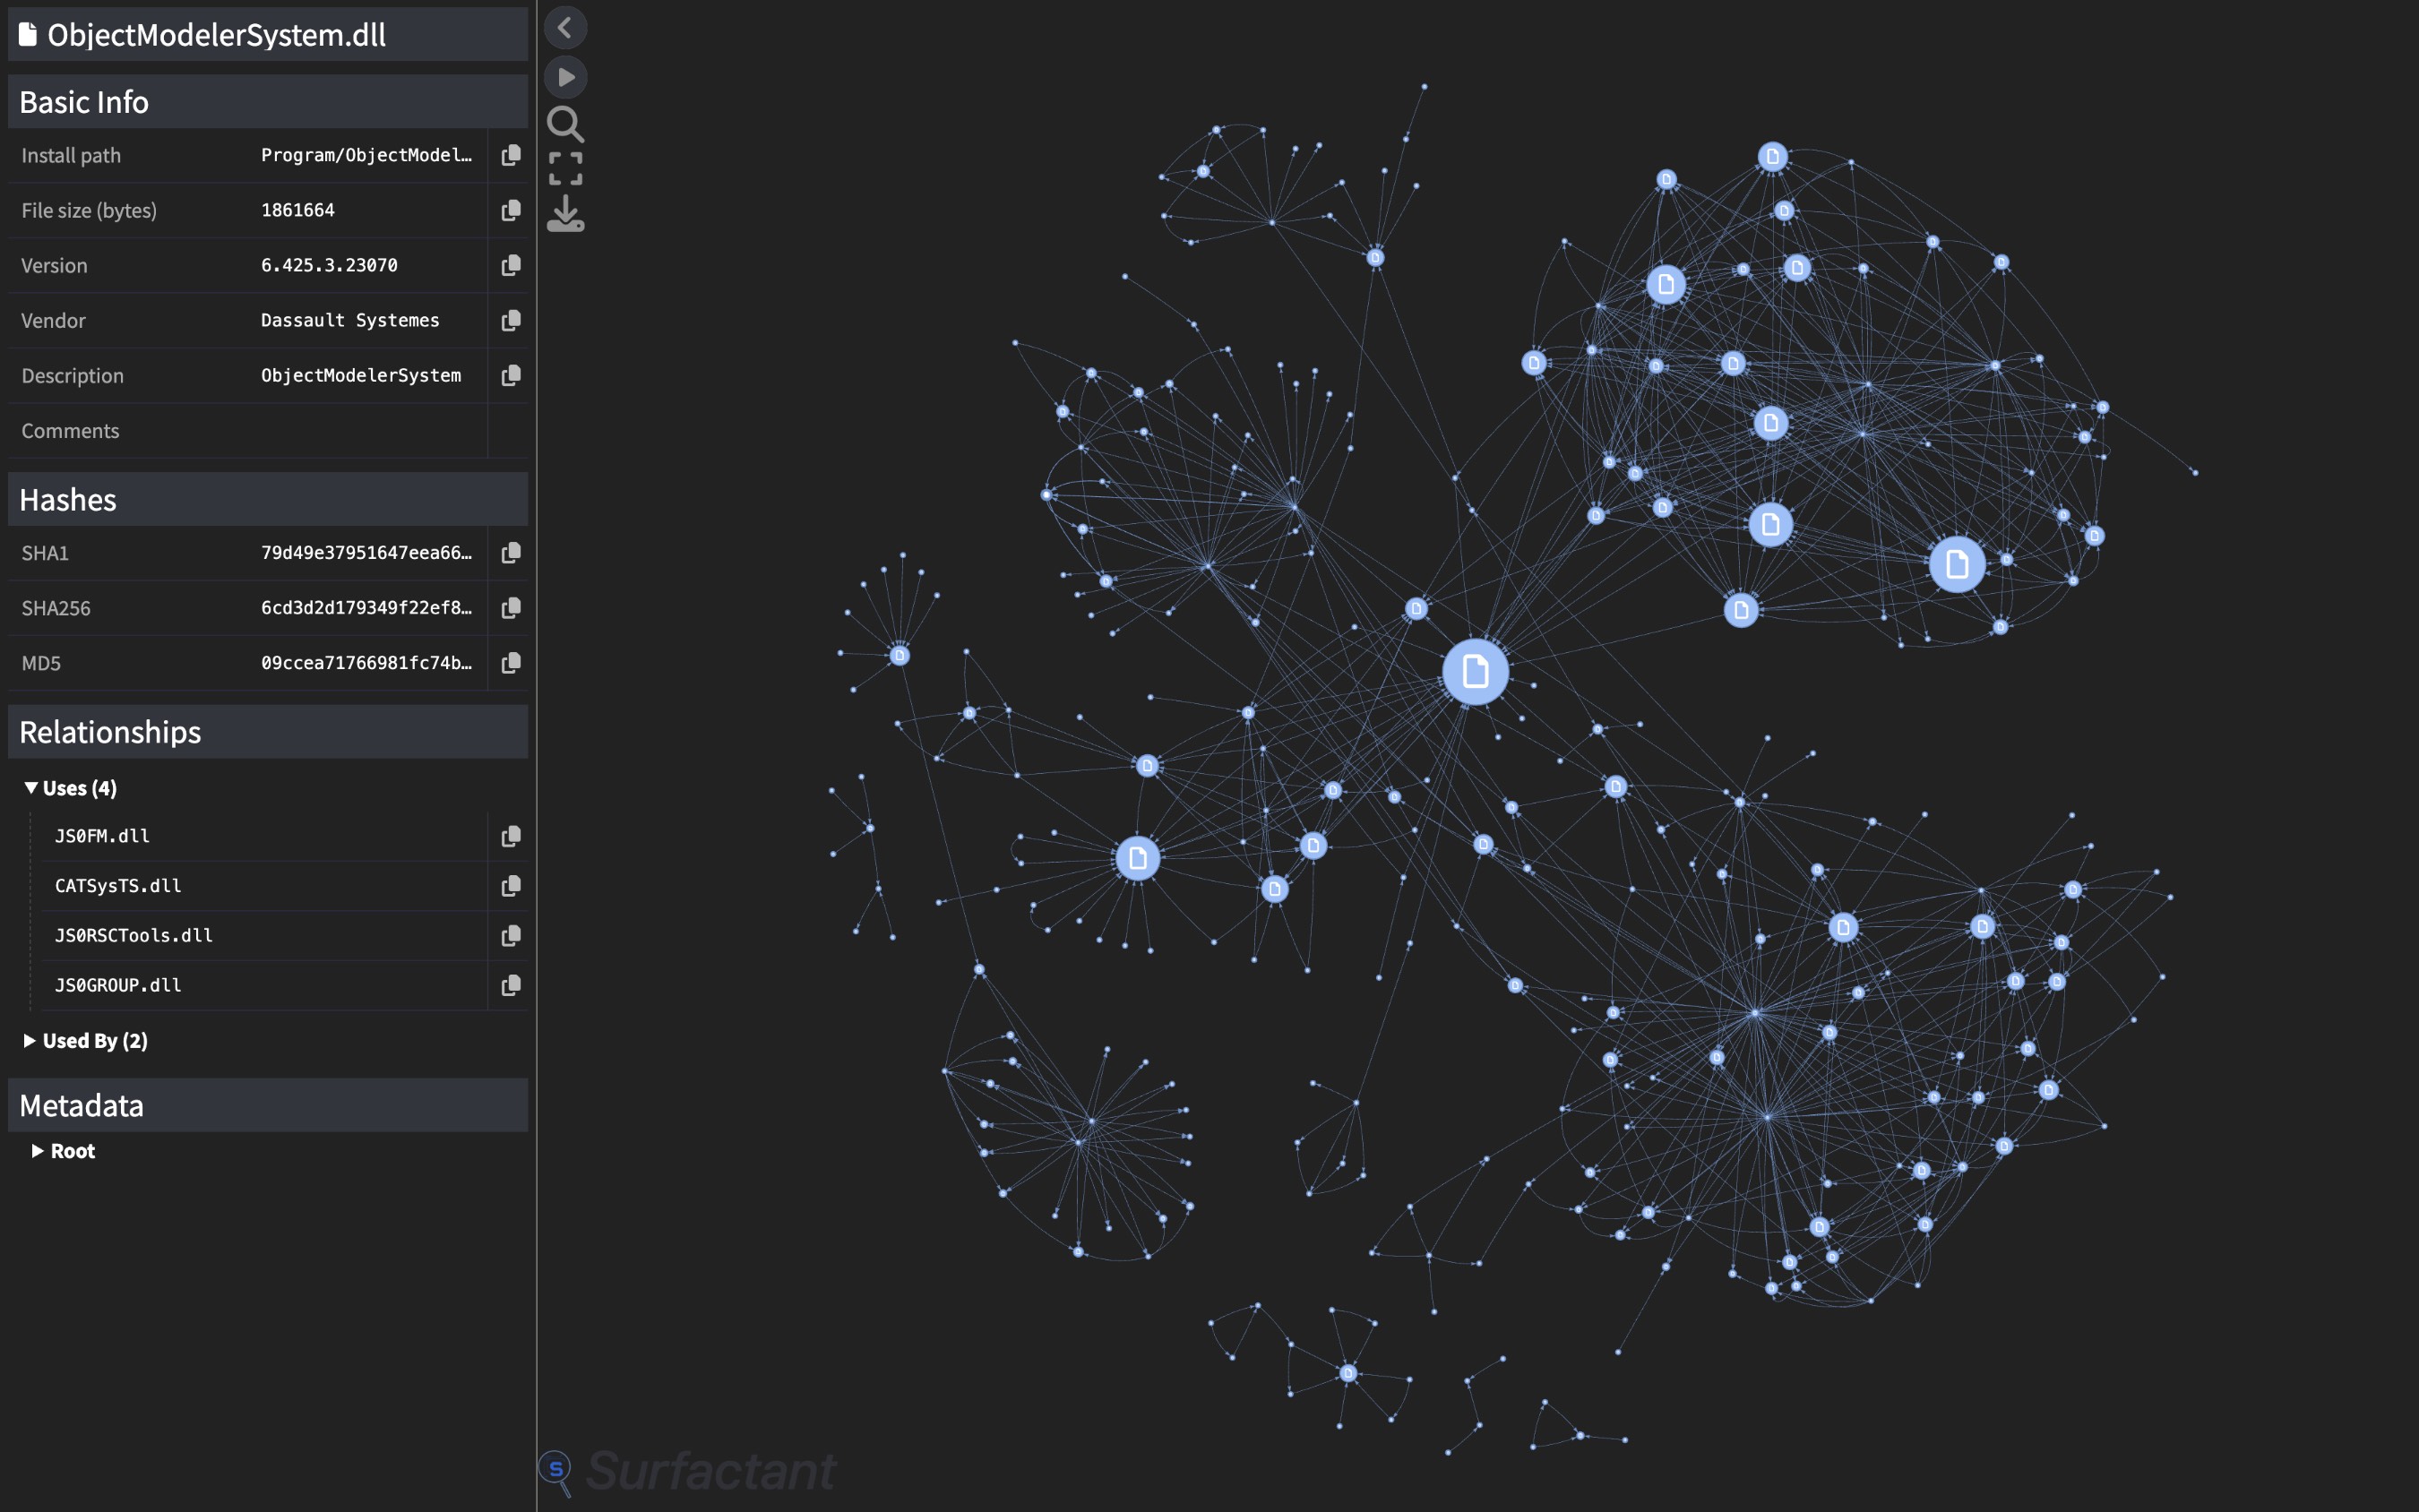 ObjectModelerSystem.dll
Basic Info
Install path Program/ObjectModel…
File size (bytes) 1861664
Version 6.425.3.23070
Vendor Dassault Systemes
Description ObjectModelerSystem
Comments
Hashes
SHA1 79d49e37951647eea66…
SHA256 6cd3d2d179349f22ef8…
MD5 09ccea71766981fc74b…
Relationships
▼ Uses (4)
JS0FM.dll
CATSysTS.dll
JS0RSCTools.dll
JS0GROUP.dll
▶ Used By (2)
Metadata
▶ Root
S Surfactant